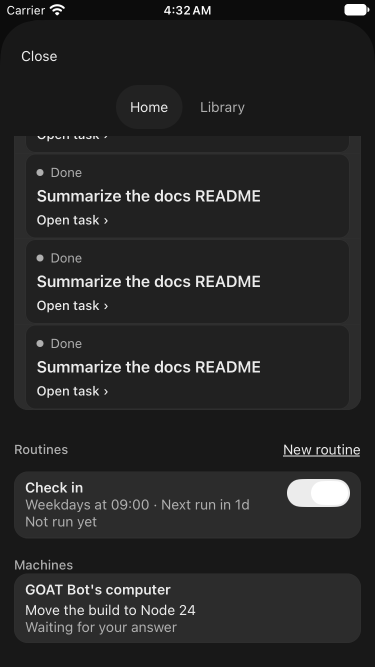 Carrier 4:32 AM
Close
Home Library
Open task ›
Done
Summarize the docs README
Open task ›
Done
Summarize the docs README
Open task ›
Done
Summarize the docs README
Open task ›
Routines New routine
Check in
Weekdays at 09:00 · Next run in 1d
Not run yet
Machines
GOAT Bot's computer
Move the build to Node 24
Waiting for your answer